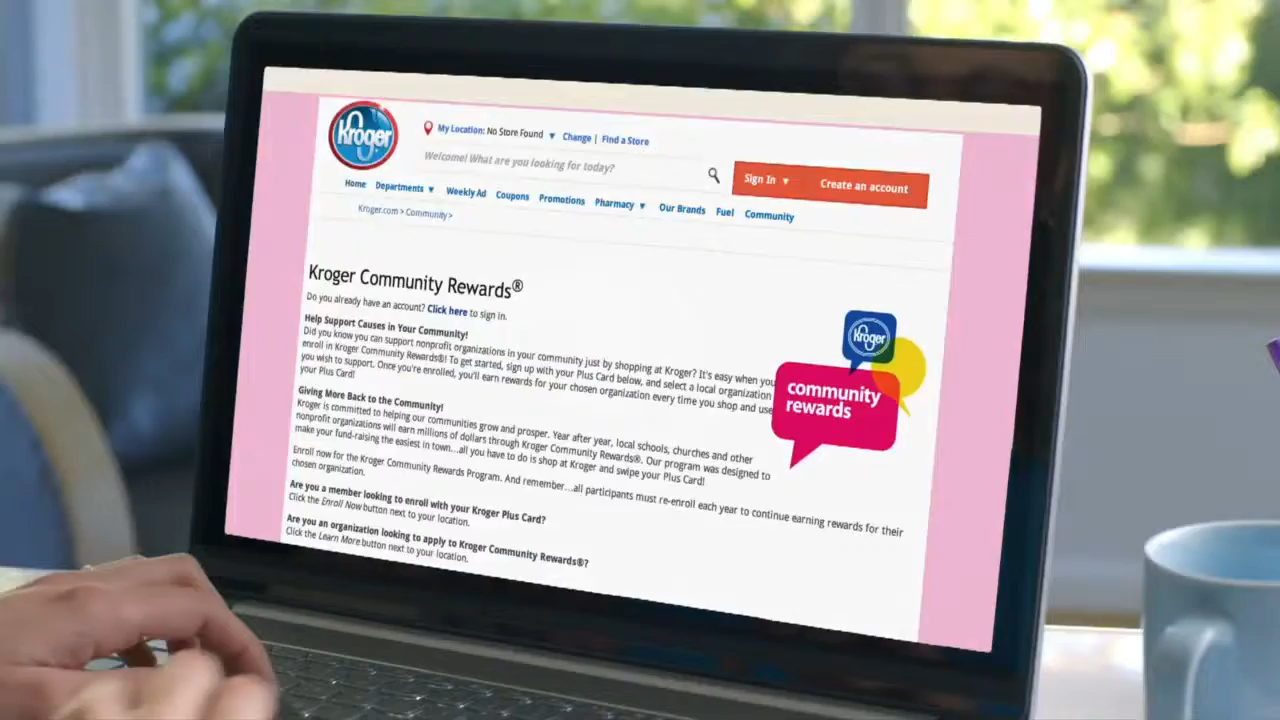 Kroger
My Location: No Store Found ▼ Change | Find a Store
Welcome! What are you looking for today?
Sign In ▼ Create an account
Home Departments ▼ Weekly Ad Coupons Promotions Pharmacy ▼ Our Brands Fuel Community
Kroger.com > Community >
Kroger Community Rewards®
Do you already have an account? Click here to sign in.
Help Support Causes in Your Community!
Did you know you can support nonprofit organizations in your community just by shopping at Kroger? It's easy when you
enroll in Kroger Community Rewards®! To get started, sign up with your Plus Card below, and select a local organization
you wish to support. Once you're enrolled, you'll earn rewards for your chosen organization every time you shop and use
your Plus Card!
Kroger
community
rewards
Giving More Back to the Community!
Kroger is committed to helping our communities grow and prosper. Year after year, local schools, churches and other
nonprofit organizations will earn millions of dollars through Kroger Community Rewards®. Our program was designed to
make your fund-raising the easiest in town...all you have to do is shop at Kroger and swipe your Plus Card!
Enroll now for the Kroger Community Rewards Program. And remember...all participants must re-enroll each year to continue earning rewards for their
chosen organization.
Are you a member looking to enroll with your Kroger Plus Card?
Click the Enroll Now button next to your location.
Are you an organization looking to apply to Kroger Community Rewards®?
Click the Learn More button next to your location.